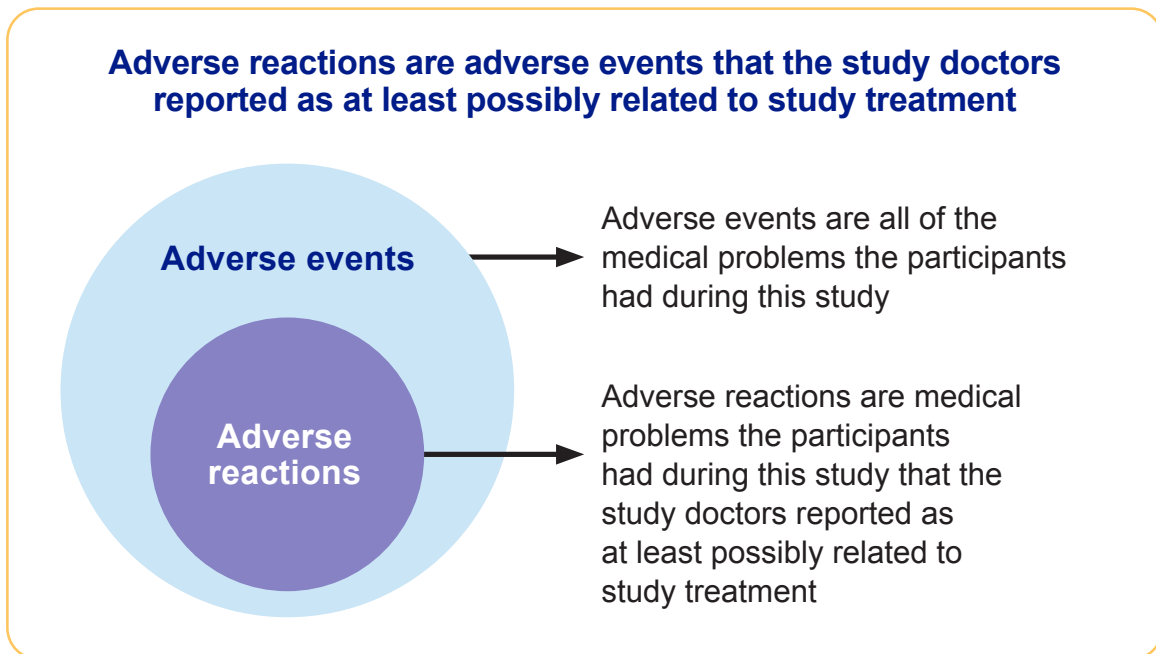 Adverse reactions are adverse events that the study doctors
reported as at least possibly related to study treatment
Adverse events
Adverse events are all of the
medical problems the participants
had during this study
Adverse
reactions
Adverse reactions are medical
problems the participants
had during this study that the
study doctors reported as
at least possibly related to
study treatment